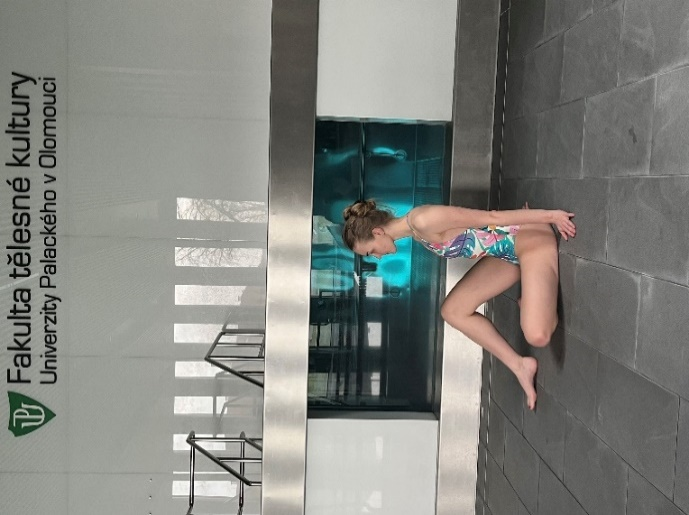 Fakulta tělesné kultury
Univerzity Palackého v Olomouci